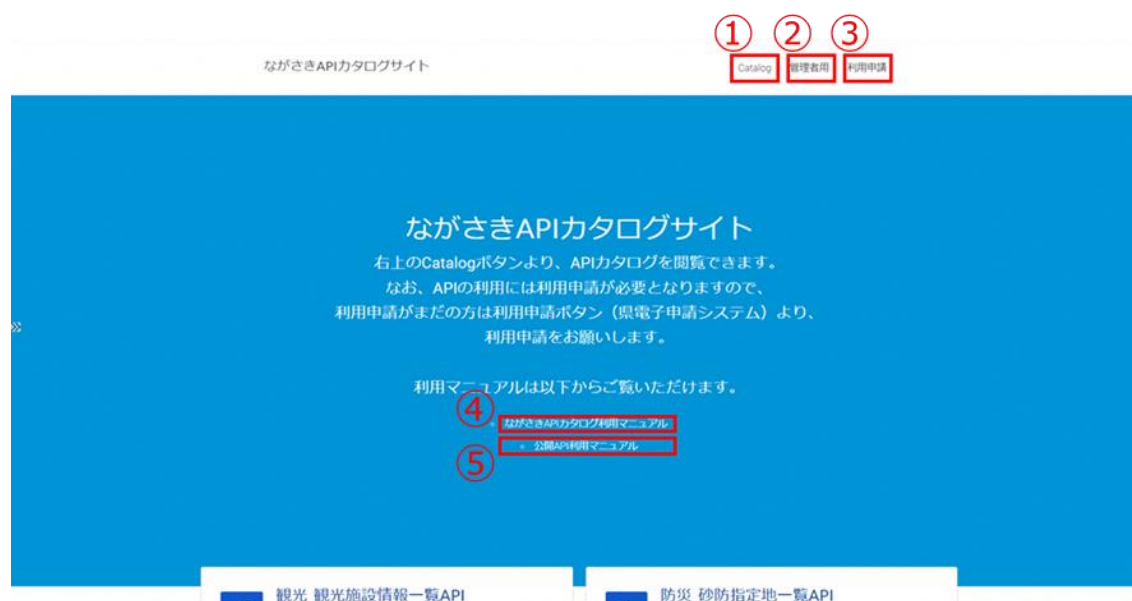 ① ② ③
ながさきAPIカタログサイト Catalog 管理者用 利用申請
ながさきAPIカタログサイト
右上のCatalogボタンより、APIカタログを閲覧できます。
なお、APIの利用には利用申請が必要となりますので、
利用申請がまだの方は利用申請ボタン（県電子申請システム）より、
利用申請をお願いします。
利用マニュアルは以下からご覧いただけます。
④
ながさきAPIカタログ利用マニュアル
公開API利用マニュアル
⑤
観光_観光施設情報一覧API 防災_砂防指定地一覧API